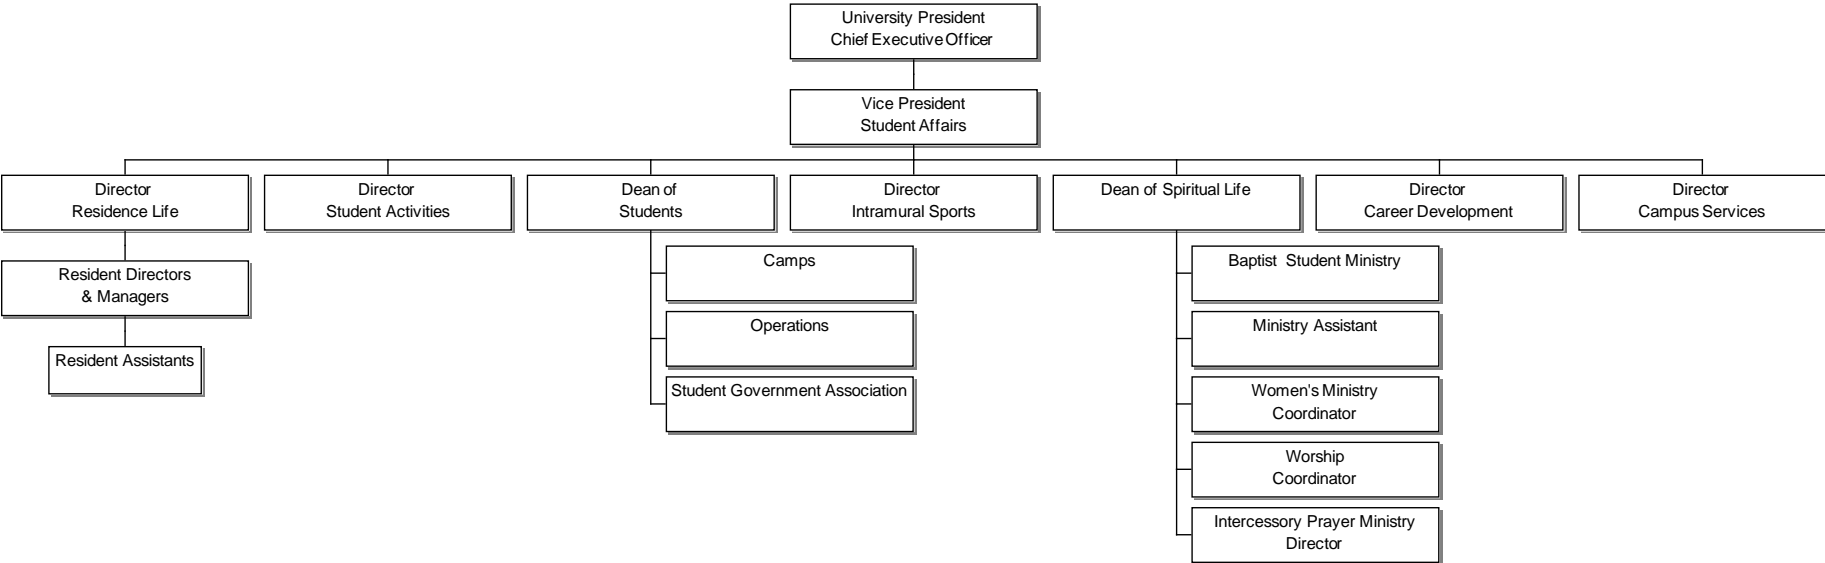 University President
Chief Executive Officer
Vice President
Student Affairs
Director
Residence Life
Director
Student Activities
Dean of
Students
Director
Intramural Sports
Dean of Spiritual Life
Director
Career Development
Director
Campus Services
Resident Directors
& Managers
Resident Assistants
Camps
Operations
Student Government Association
Baptist Student Ministry
Ministry Assistant
Women's Ministry
Coordinator
Worship
Coordinator
Intercessory Prayer Ministry
Director